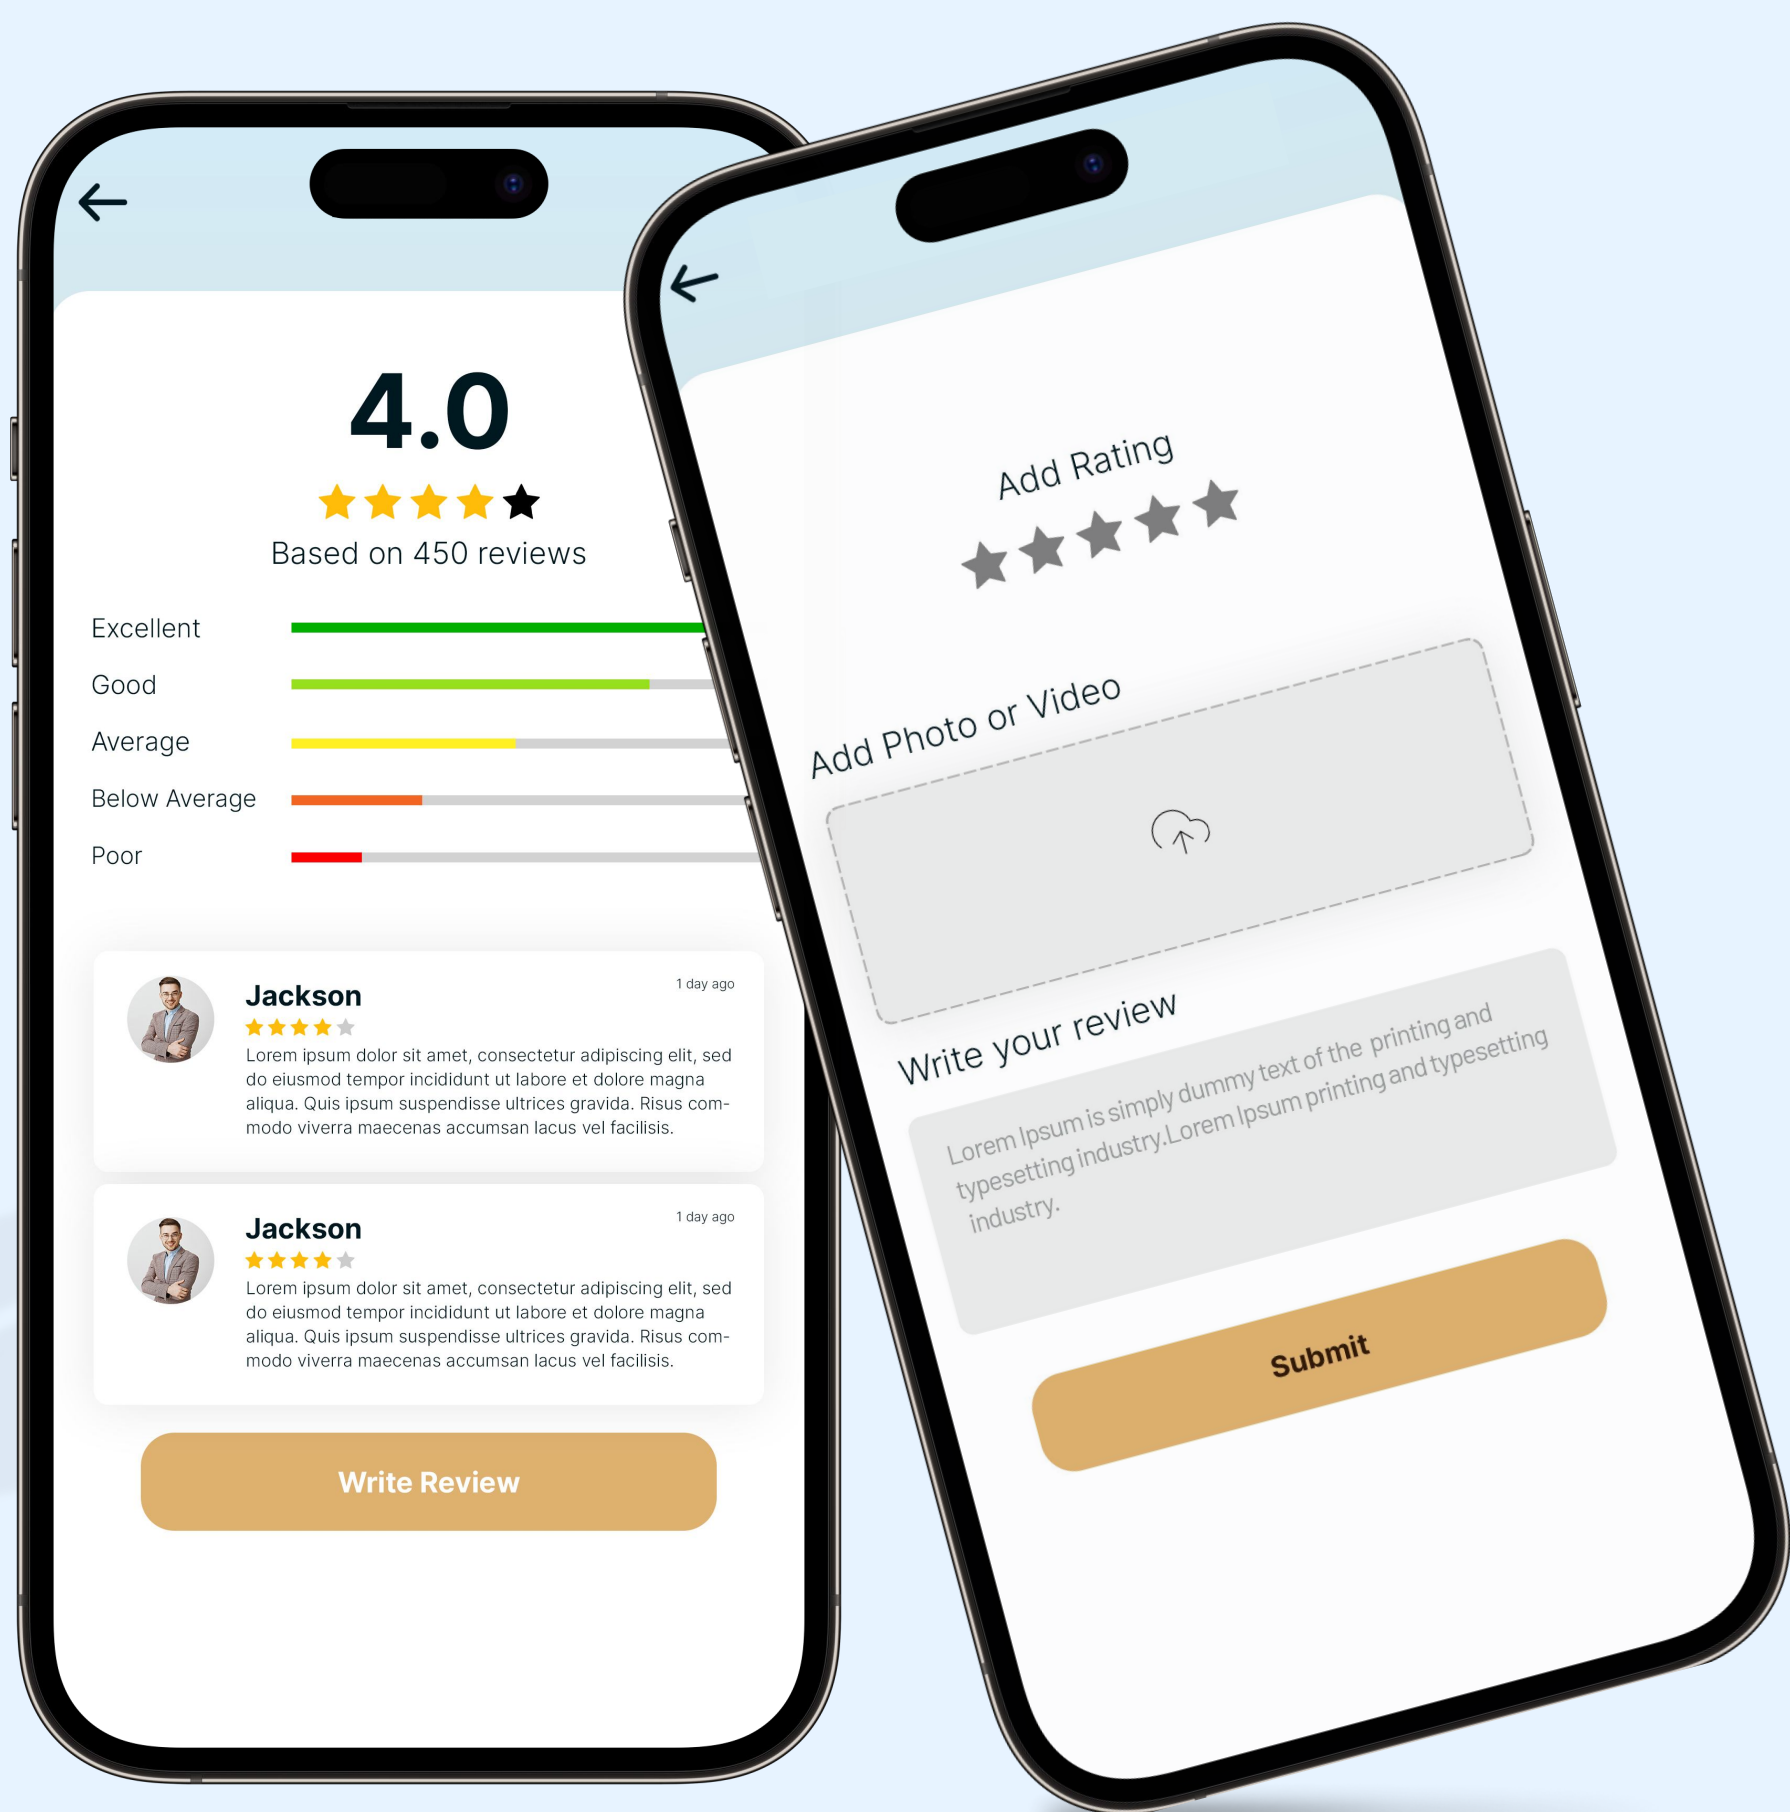 4.0
Based on 450 reviews
Excellent
Good
Average
Below Average
Poor
Jackson
1 day ago
Lorem ipsum dolor sit amet, consectetur adipiscing elit, sed
do eiusmod tempor incididunt ut labore et dolore magna
aliqua. Quis ipsum suspendisse ultrices gravida. Risus com-
modo viverra maecenas accumsan lacus vel facilisis.
Jackson
1 day ago
Lorem ipsum dolor sit amet, consectetur adipiscing elit, sed
do eiusmod tempor incididunt ut labore et dolore magna
aliqua. Quis ipsum suspendisse ultrices gravida. Risus com-
modo viverra maecenas accumsan lacus vel facilisis.
Write Review
Add Rating
Add Photo or Video
Write your review
Lorem Ipsum is simply dummy text of the printing and
typesetting industry.Lorem Ipsum printing and typesetting
industry.
Submit